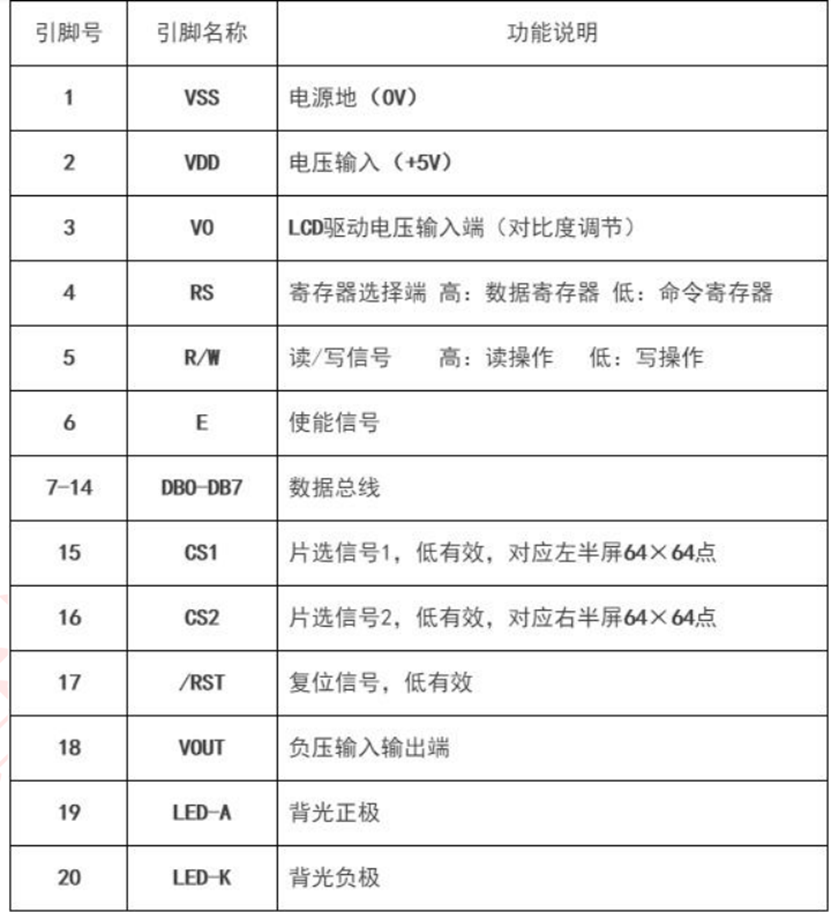 引脚号 引脚名称 功能说明
1 VSS 电源地（0V）
2 VDD 电压输入（+5V）
3 VO LCD驱动电压输入端（对比度调节）
4 RS 寄存器选择端 高：数据寄存器 低：命令寄存器
5 R/W 读/写信号 高：读操作 低：写操作
6 E 使能信号
7-14 DB0-DB7 数据总线
15 CS1 片选信号1，低有效，对应左半屏64×64点
16 CS2 片选信号2，低有效，对应右半屏64×64点
17 /RST 复位信号，低有效
18 VOUT 负压输入输出端
19 LED-A 背光正极
20 LED-K 背光负极